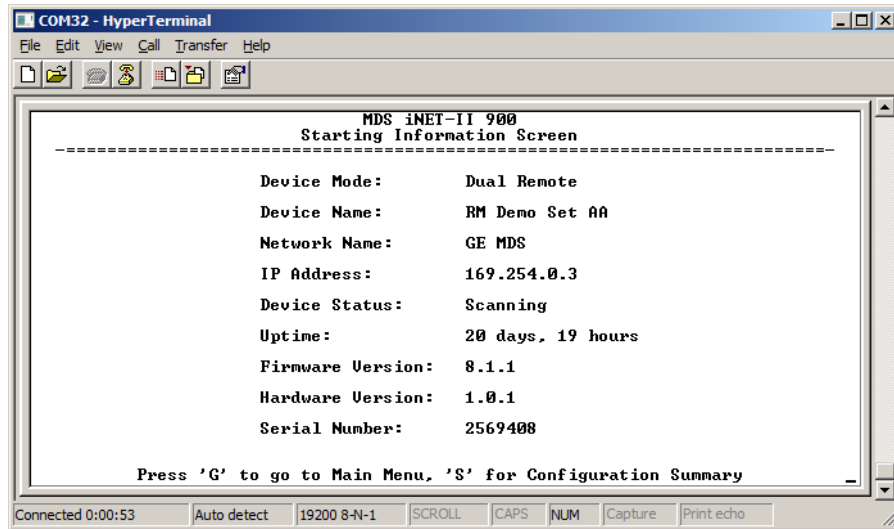 COM32 - HyperTerminal
File Edit View Call Transfer Help
MDS iNET-II 900
Starting Information Screen
-==========================================================================-
Device Mode: Dual Remote
Device Name: RM Demo Set AA
Network Name: GE MDS
IP Address: 169.254.0.3
Device Status: Scanning
Uptime: 20 days, 19 hours
Firmware Version: 8.1.1
Hardware Version: 1.0.1
Serial Number: 2569408
Press 'G' to go to Main Menu, 'S' for Configuration Summary _
Connected 0:00:53 Auto detect 19200 8-N-1 SCROLL CAPS NUM Capture Print echo